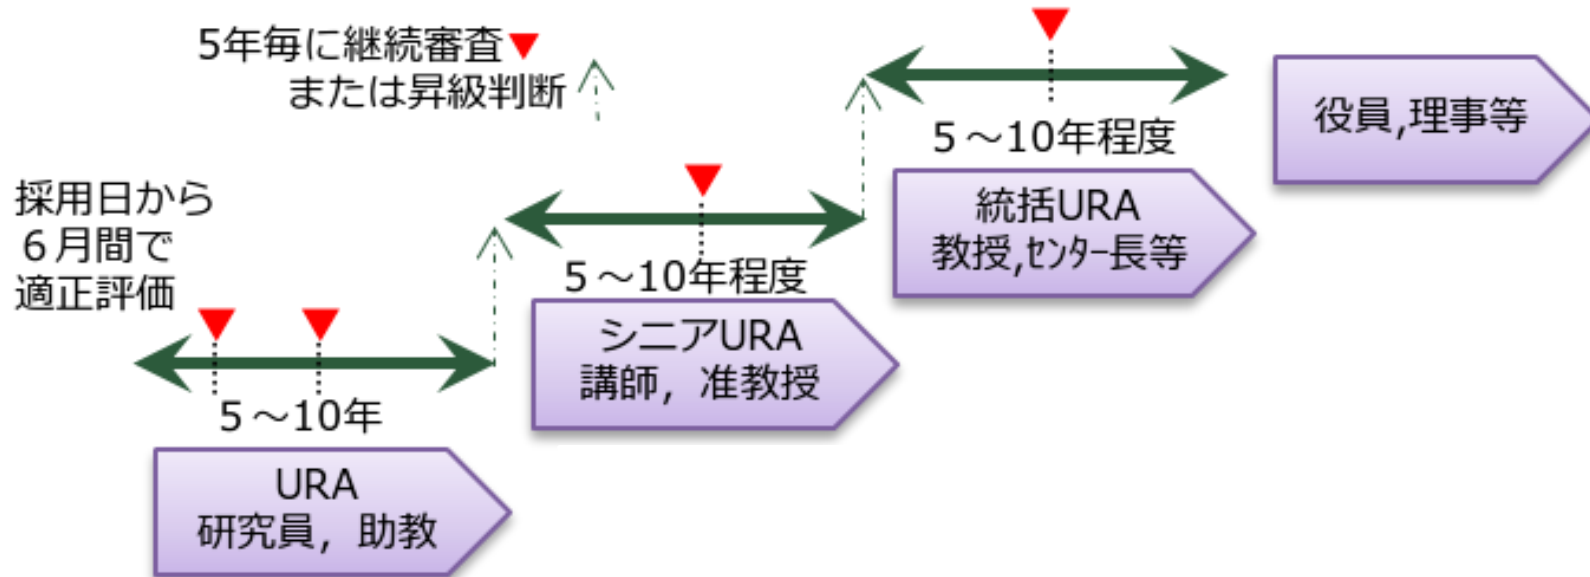 5年毎に継続審査▼
または昇級判断
採用日から
６月間で
適正評価
５～10年
URA
研究員，助教
５～10年程度
シニアURA
講師，准教授
５～10年程度
統括URA
教授,ｾﾝﾀｰ長等
役員,理事等